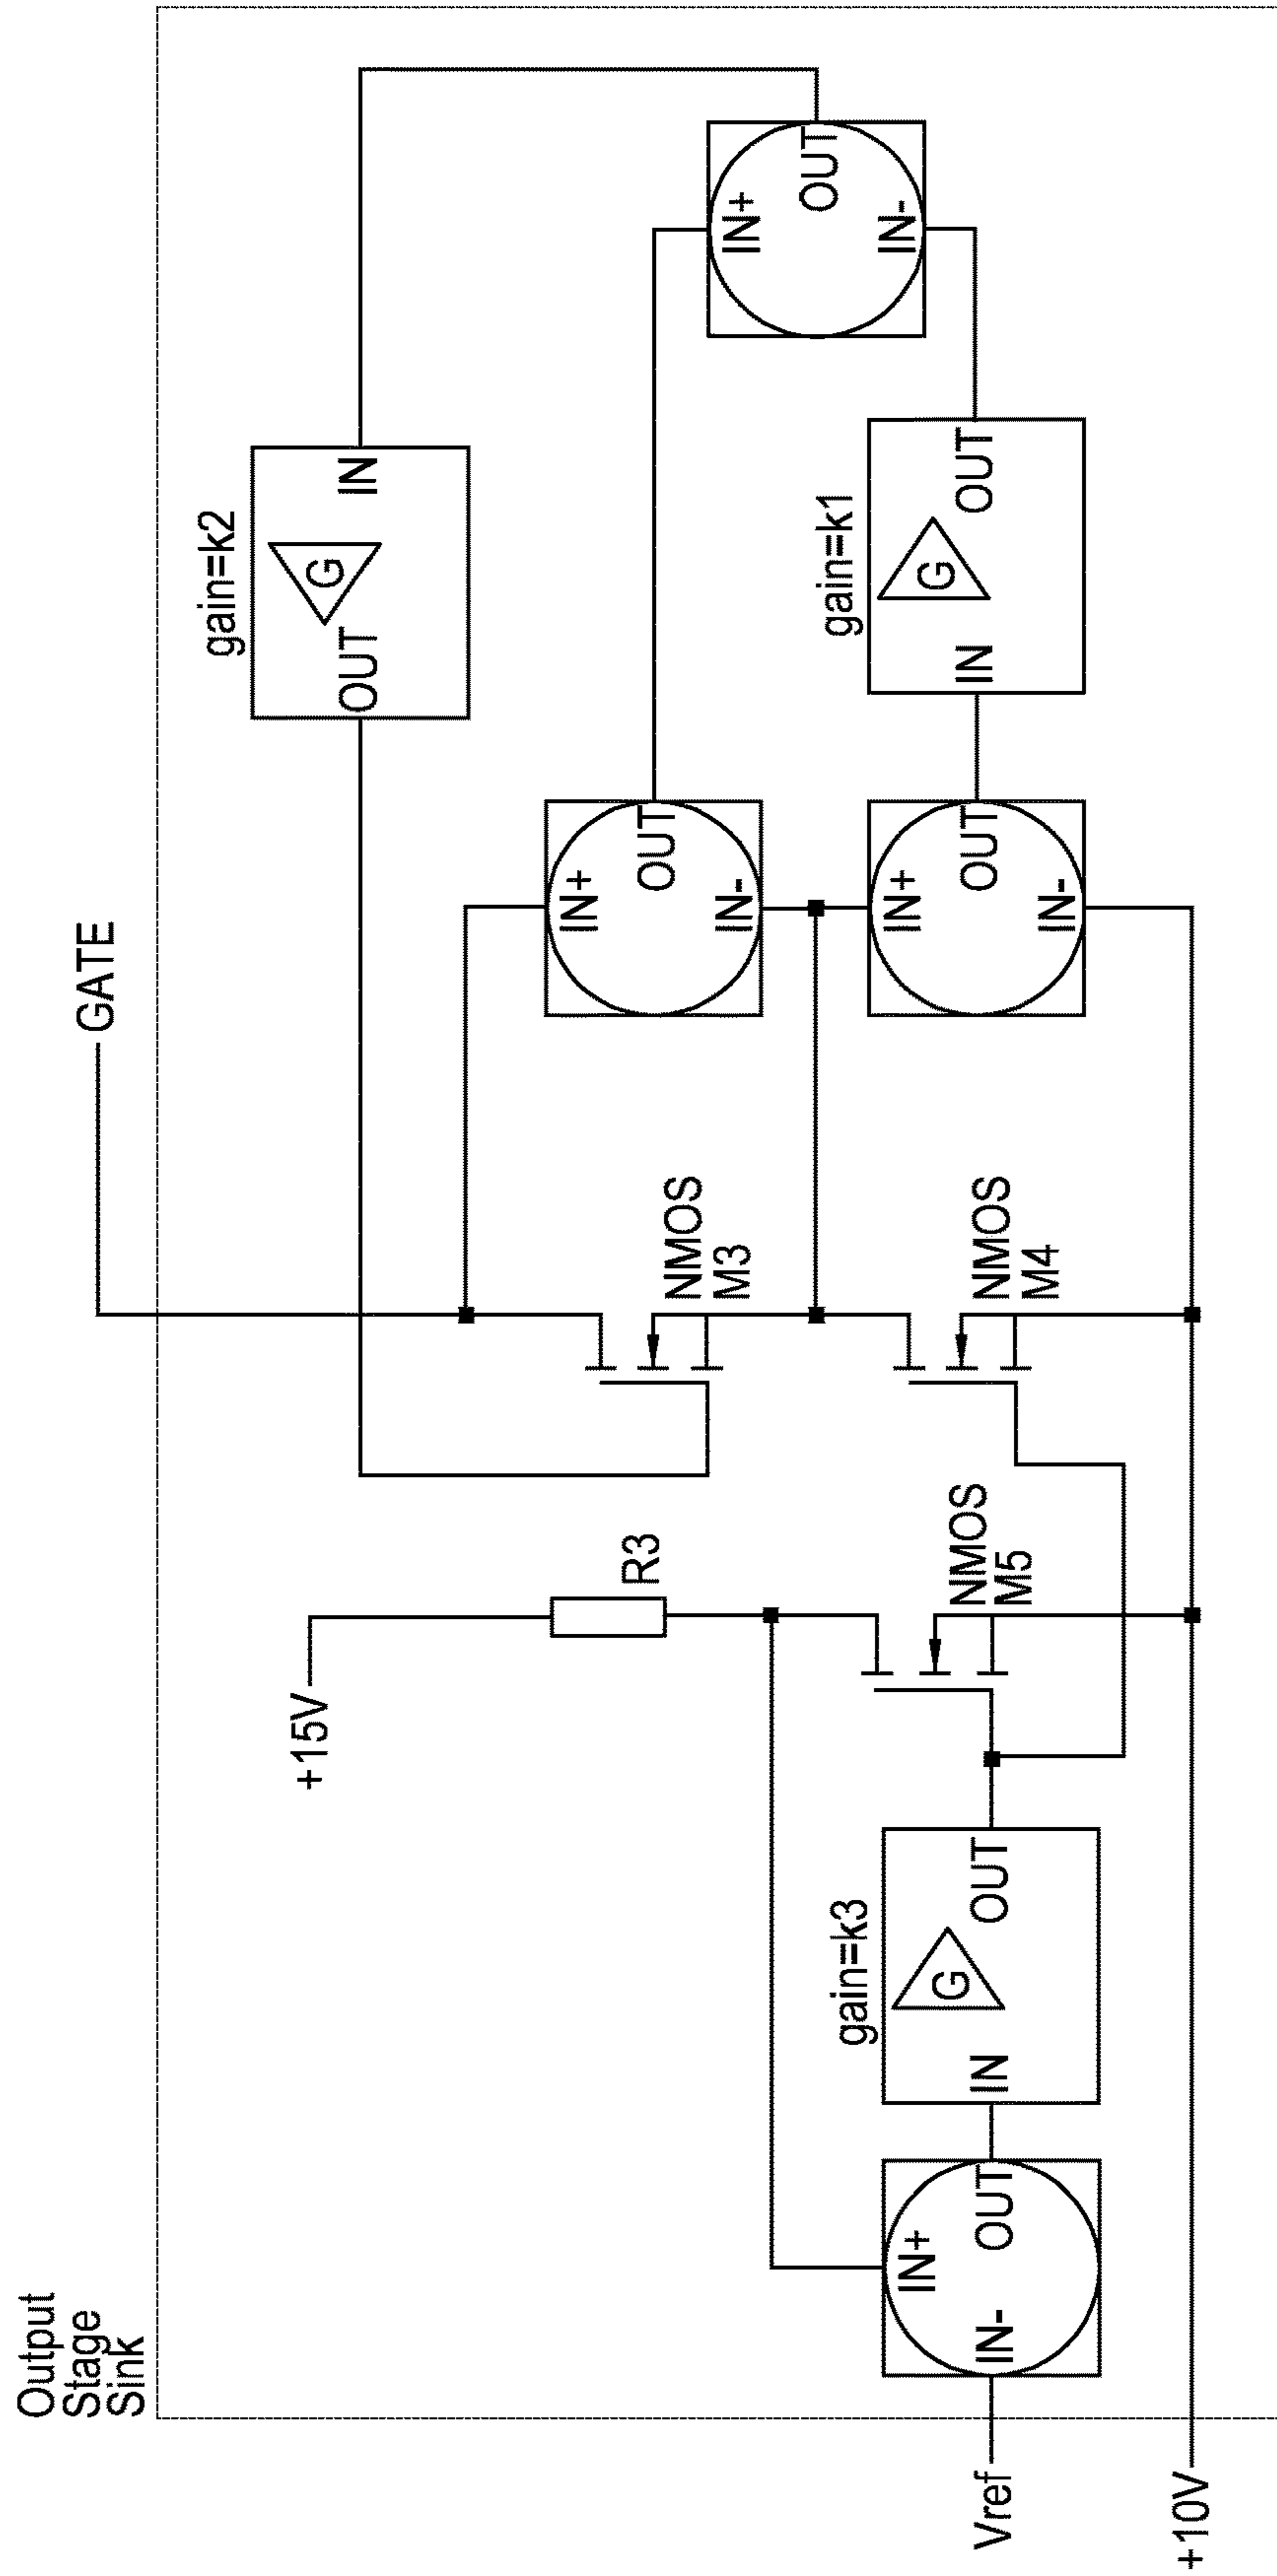 Output
Stage
Sink
GATE
+15V
R3
gain=k2
OUT
G
IN
NMOS
M3
IN+
OUT
IN-
IN+
OUT
IN-
gain=k3
IN
G
OUT
NMOS
M5
NMOS
M4
IN+
OUT
IN-
gain=k1
IN
G
OUT
IN+
OUT
IN-
Vref
+10V